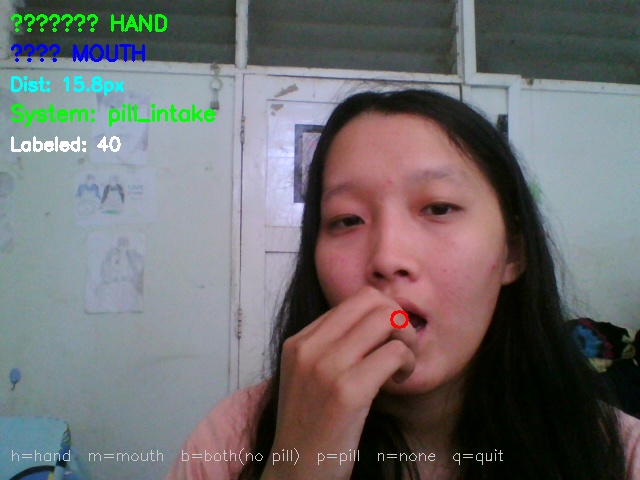 ??????? HAND
???? MOUTH
Dist: 15.8px
System: pill_intake
Labeled: 40
h=hand m=mouth b=both(no pill) p=pill n=none q=quit